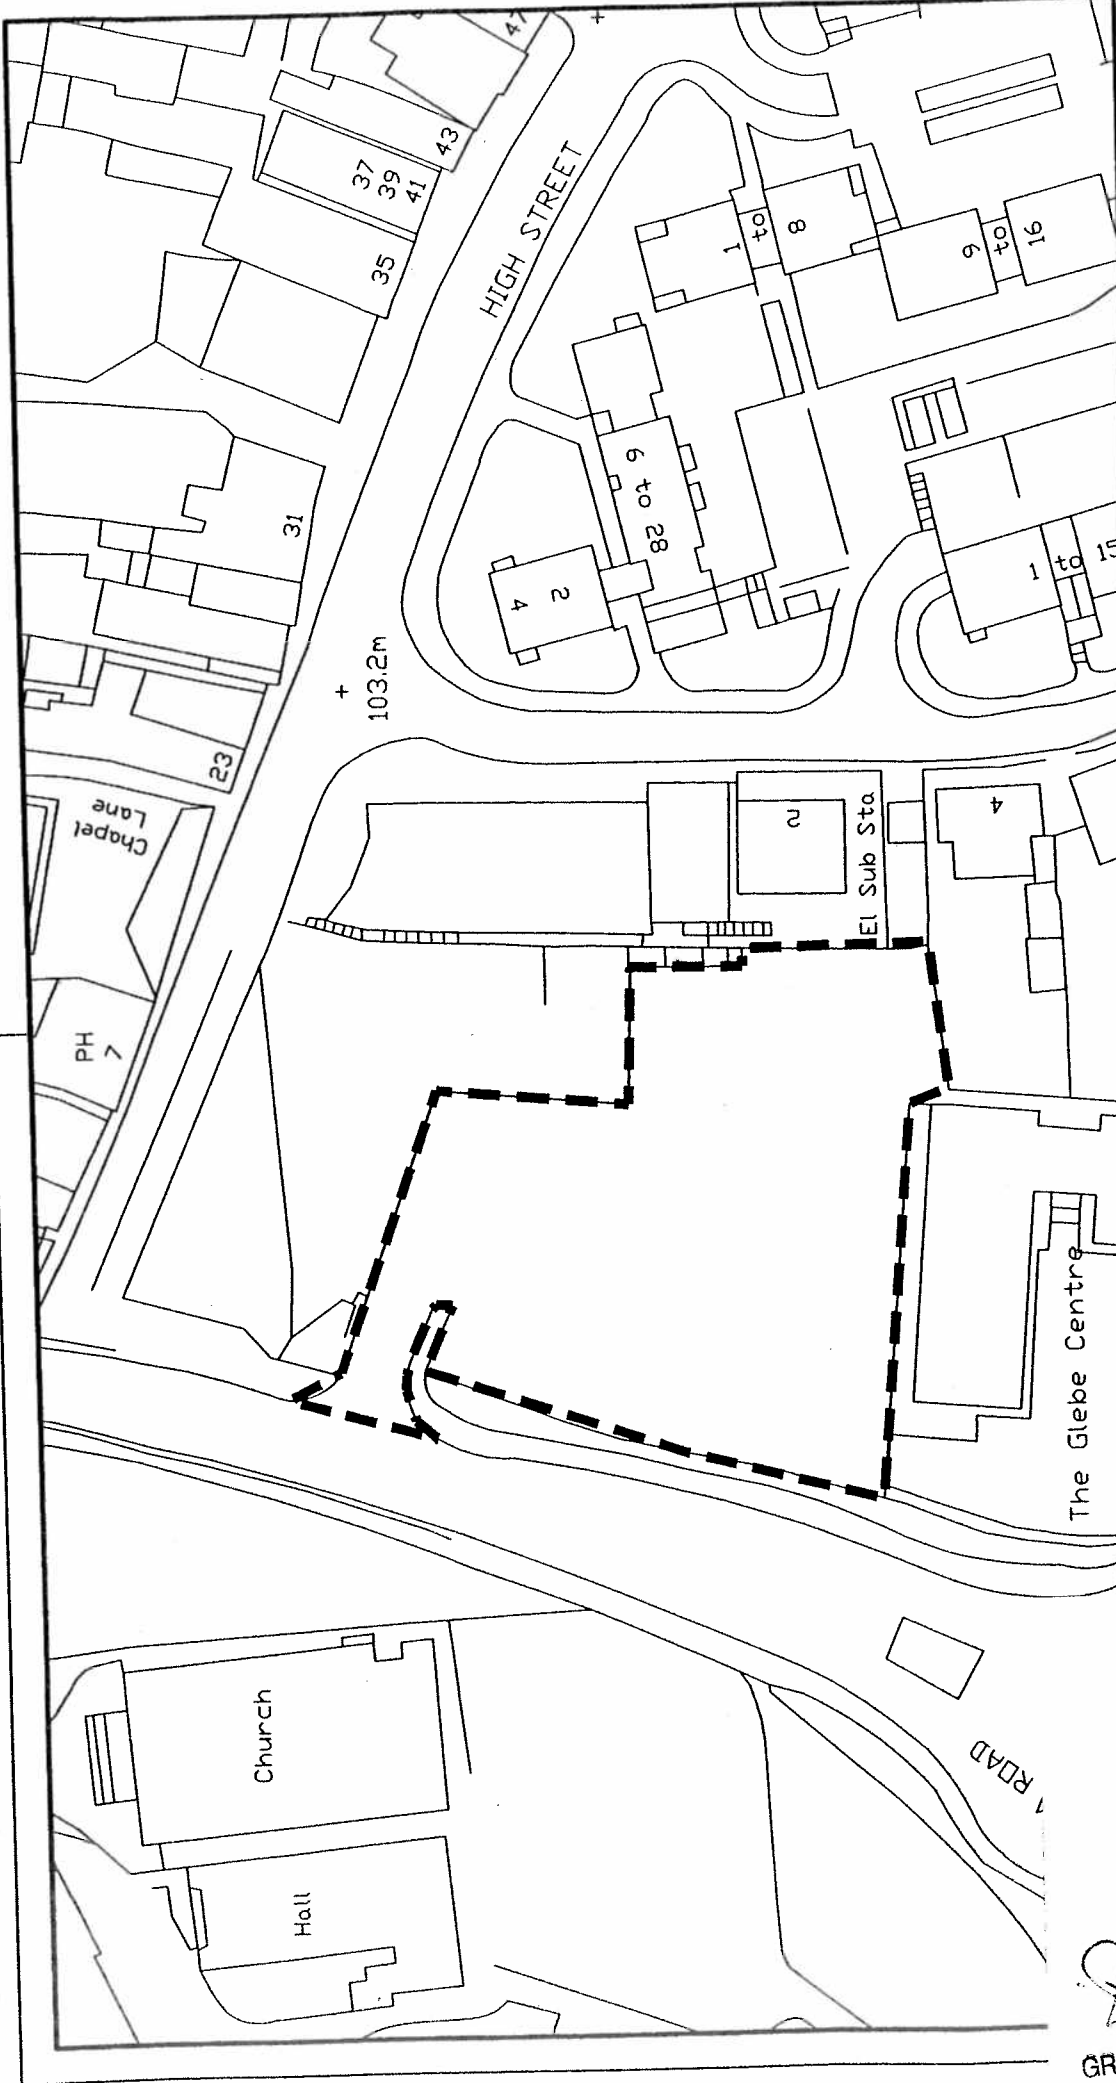 47
43
37
39
41
35
HIGH STREET
1
to
8
9
to
16
31
6 to 28
2
4
1 to 15
103.2m
23
Chapel
Lane
2
El Sub Sta
4
PH
7
The Glebe Centre
Church
Hall
ROAD
GR